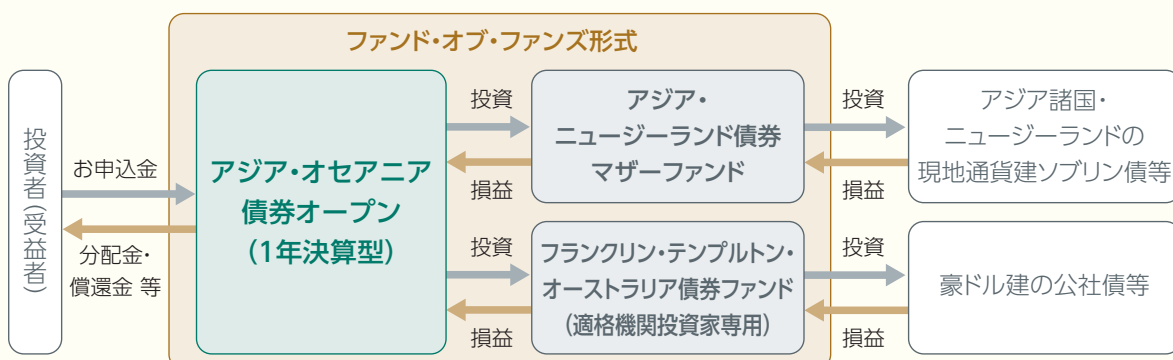 ファンド・オブ・ファンズ形式
投資者（受益者）
お申込金
分配金・
償還金 等
アジア・オセアニア
債券オープン
（1年決算型）
投資
損益
アジア・
ニュージーランド債券
マザーファンド
投資
損益
アジア諸国・
ニュージーランドの
現地通貨建ソブリン債等
投資
損益
フランクリン・テンプルトン・
オーストラリア債券ファンド
（適格機関投資家専用）
投資
損益
豪ドル建の公社債等